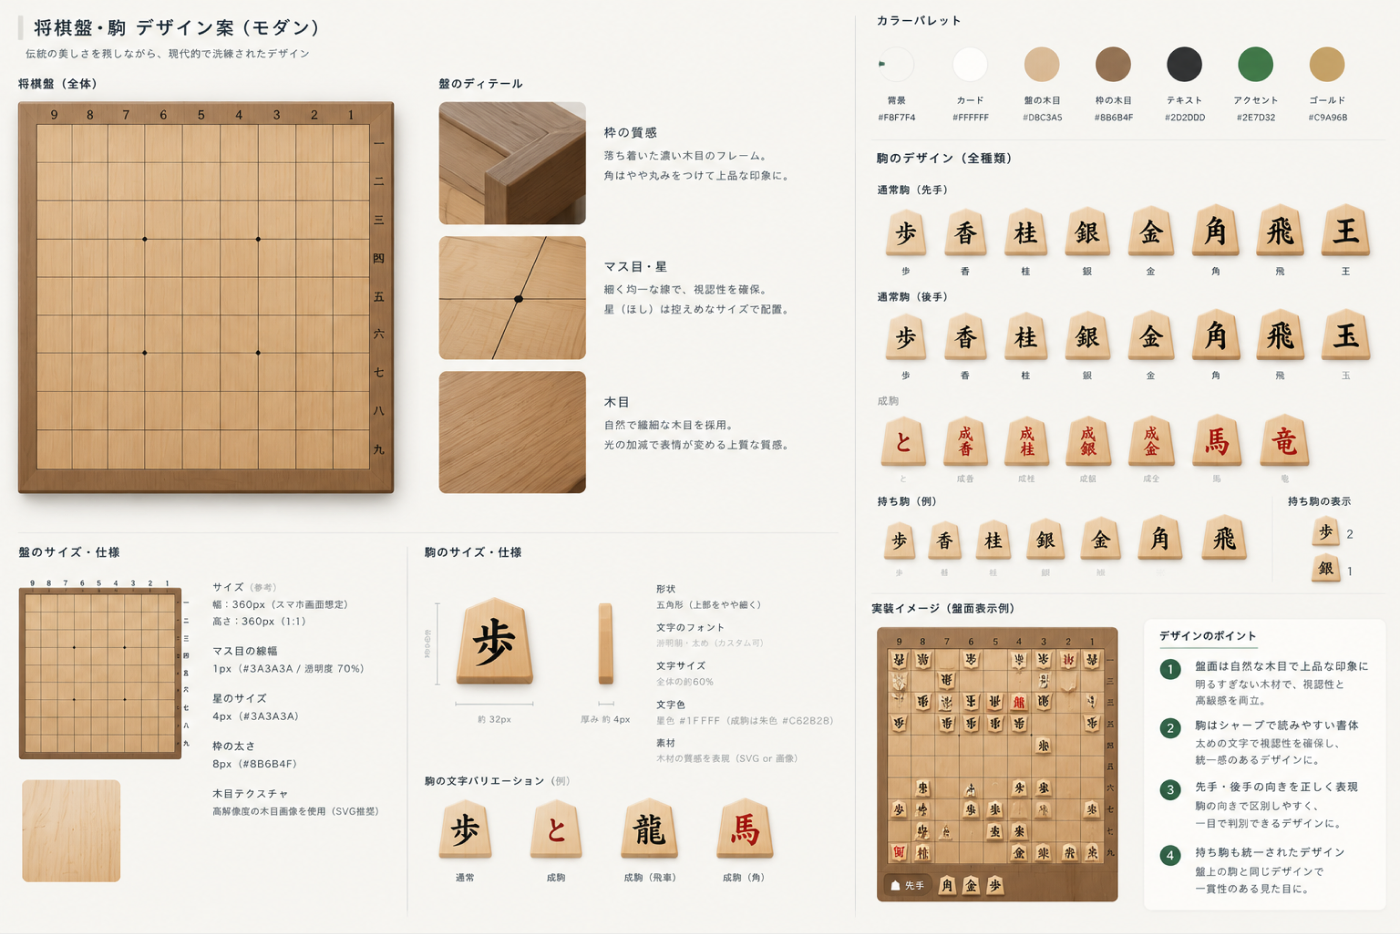 将棋盤・駒 デザイン案（モダン）
伝統の美しさを残しながら、現代的で洗練されたデザイン
将棋盤（全体）
9 8 7 6 5 4 3 2 1
一
二
三
四
五
六
七
八
九
盤のディテール
枠の質感
落ち着いた濃い木目のフレーム。
角はやや丸みをつけて上品な印象に。
マス目・星
細く均一な線で、視認性を確保。
星（ほし）は控えめなサイズで配置。
木目
自然で繊細な木目を採用。
光の加減で表情が変める上質な質感。
盤のサイズ・仕様
9 8 7 6 5 4 3 2 1
サイズ（参考）
幅：360px（スマホ画面想定）
高さ：360px（1:1）
マス目の線幅
1px（#3A3A3A / 透明度 70%）
星のサイズ
4px（#3A3A3A）
枠の太さ
8px（#8B6B4F）
木目テクスチャ
高解像度の木目画像を使用（SVG推奨）
駒のサイズ・仕様
歩
約 32px
厚み 約 4px
形状
五角形（上部をやや細く）
文字のフォント
文字サイズ
全体の約60%
文字色
墨色 #1FFFFF（成駒は朱色 #C62828）
素材
木材の質感を表現（SVG or 画像）
駒の文字バリエーション（例）
歩 と 龍 馬
通常 成駒 成駒（飛車） 成駒（角）
カラーパレット
背景 カード 盤の木目 枠の木目 テキスト アクセント ゴールド
#F8F7F4 #FFFFFF #D8C3A5 #8B6B4F #2D2DDD #2E7D32 #C9A96B
駒のデザイン（全種類）
通常駒（先手）
歩 香 桂 銀 金 角 飛 王
歩 香 桂 銀 金 角 飛 王
通常駒（後手）
歩 香 桂 銀 金 角 飛 玉
歩 香 桂 銀 金 角 飛 玉
成駒
と 成香 成桂 成銀 成金 馬 竜
と 成香 成桂 成銀 成金 馬 竜
持ち駒（例）
歩 香 桂 銀 金 角 飛
持ち駒の表示
歩 2
銀 1
実装イメージ（盤面表示例）
9 8 7 6 5 4 3 2 1
先手 角 金 歩
デザインのポイント
1 盤面は自然な木目で上品な印象に
明るすぎない木材で、視認性と
高級感を両立。
2 駒はシャープで読みやすい書体
太めの文字で視認性を確保し、
統一感のあるデザインに。
3 先手・後手の向きを正しく表現
駒の向きで区別しやすく、
一目で判別できるデザインに。
4 持ち駒も統一されたデザイン
盤上の駒と同じデザインで
一貫性のある見た目に。